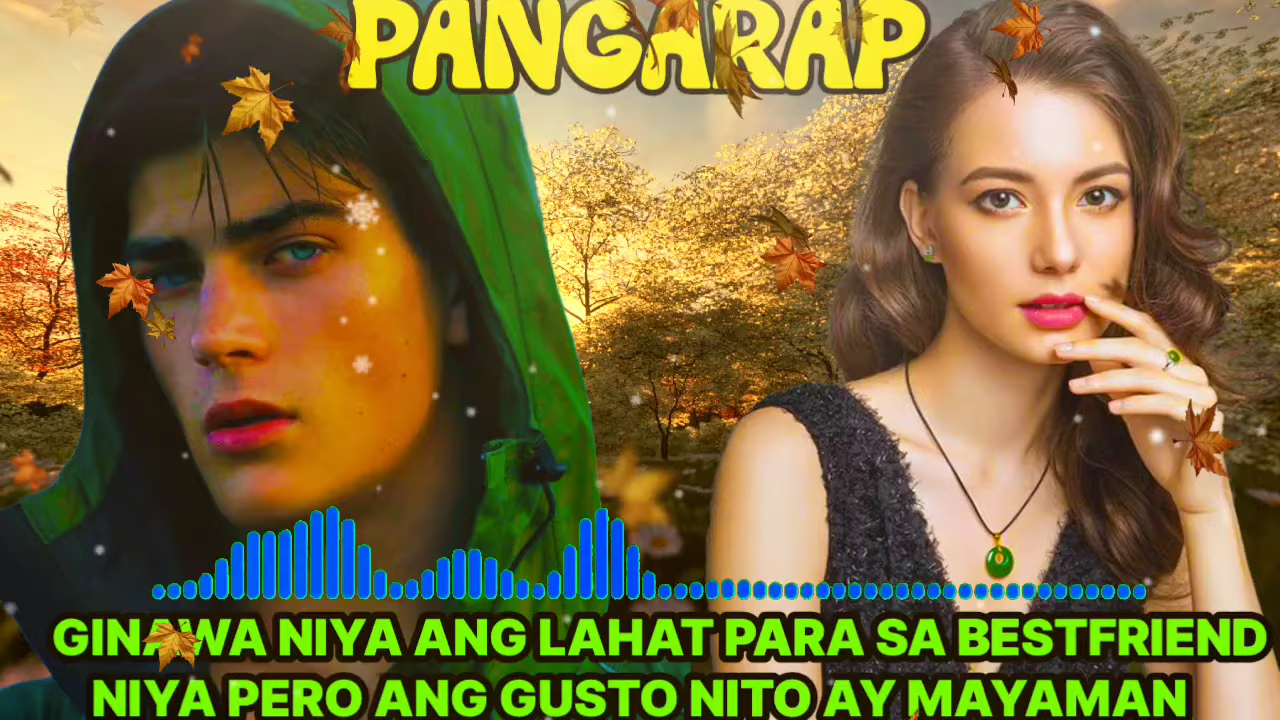 PANGARAP
GINAWA NIYA ANG LAHAT PARA SA BESTFRIEND
NIYA PERO ANG GUSTO NITO AY MAYAMAN